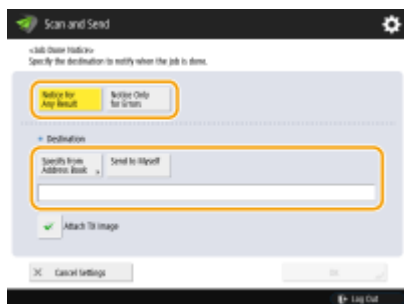 Scan and Send
<Job Done Notice>
Specify the destination to notify when the job is done.
Notice for
Any Result
Notice Only
for Errors
Destination
Specify from
Address Book
Send to Myself
Attach TX Image
Cancel Settings
OK
Log Out